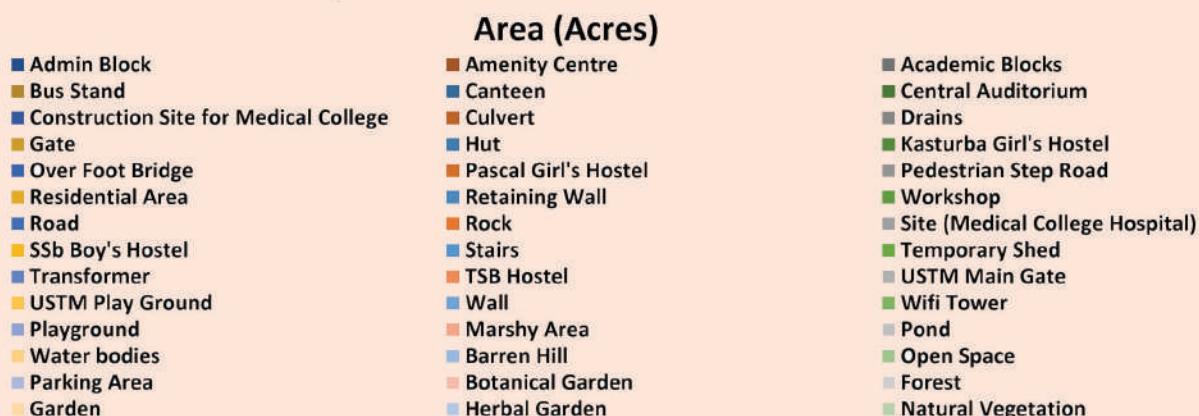 Area (Acres)
Admin Block
Amenity Centre
Academic Blocks
Bus Stand
Canteen
Central Auditorium
Construction Site for Medical College
Culvert
Drains
Gate
Hut
Kasturba Girl's Hostel
Over Foot Bridge
Pascal Girl's Hostel
Pedestrian Step Road
Residential Area
Retaining Wall
Workshop
Road
Rock
Site (Medical College Hospital)
SSb Boy's Hostel
Stairs
Temporary Shed
Transformer
TSB Hostel
USTM Main Gate
USTM Play Ground
Wall
Wifi Tower
Playground
Marshy Area
Pond
Water bodies
Barren Hill
Open Space
Parking Area
Botanical Garden
Forest
Garden
Herbal Garden
Natural Vegetation